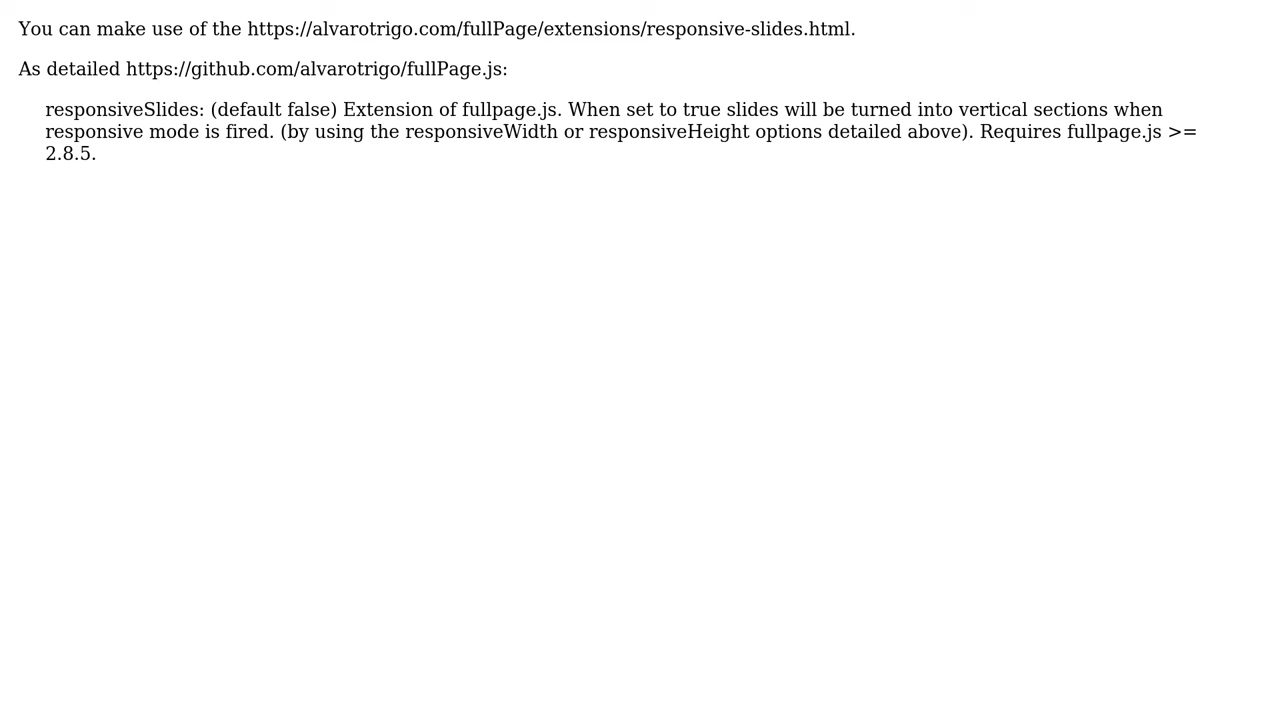 You can make use of the https://alvarotrigo.com/fullPage/extensions/responsive-slides.html.
As detailed https://github.com/alvarotrigo/fullPage.js:
responsiveSlides: (default false) Extension of fullpage.js. When set to true slides will be turned into vertical sections when
responsive mode is fired. (by using the responsiveWidth or responsiveHeight options detailed above). Requires fullpage.js >=
2.8.5.